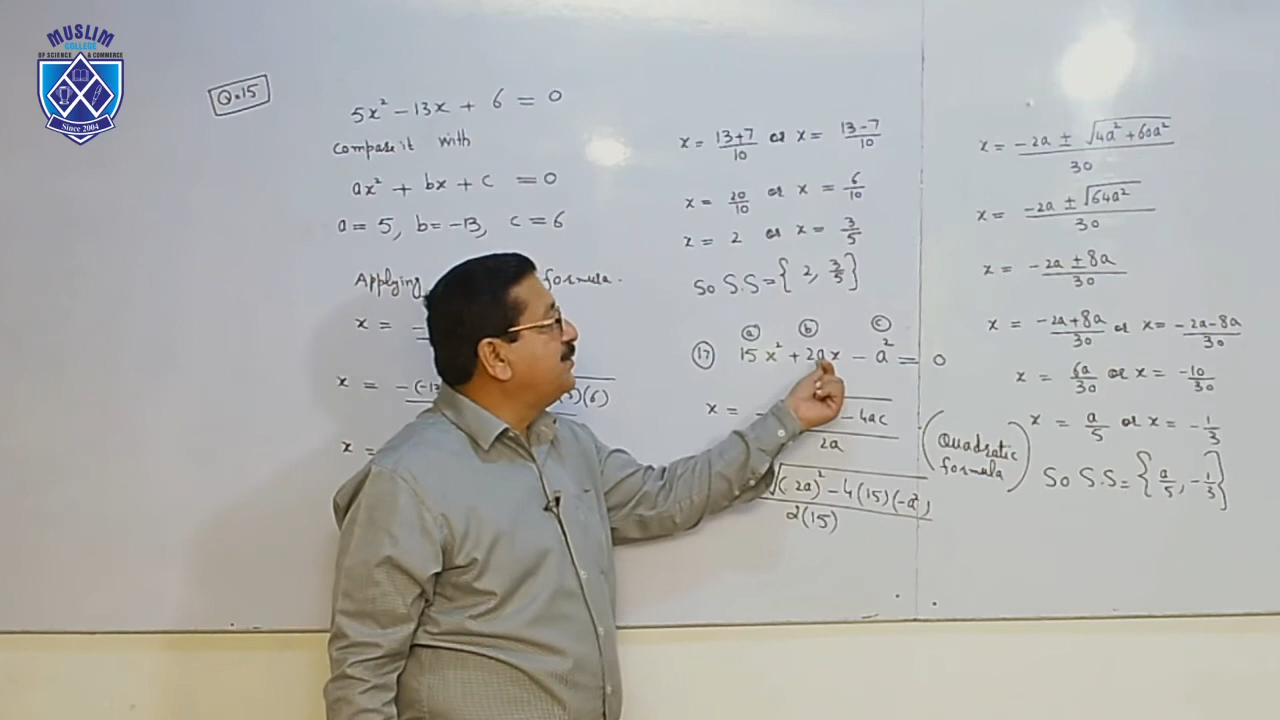 MUSLIM
COLLEGE
OF SCIENCE & COMMERCE
Since 2004
Q.15
5x² - 13x + 6 = 0
Compare it with
ax² + bx + c = 0
a = 5, b = -13, c = 6
Applying formula.
x =
x = -(-13 )(6)
x =
x = 13+7/10 or x = 13-7/10
x = 20/10 or x = 6/10
x = 2 or x = 3/5
So S.S = { 2, 3/5 }
(a) (b) (c)
(17) 15x² + 2ax - a² = 0
x = - - 4ac / 2a
(Quadratic formula)
√(2a)² - 4(15)(-a²) / 2(15)
x = -2a ± √4a² + 60a² / 30
x = -2a ± √64a² / 30
x = -2a ± 8a / 30
x = -2a+8a/30 or x = -2a-8a/30
x = 6a/30 or x = -10/30
x = a/5 or x = -1/3
So S.S = { a/5, -1/3 }